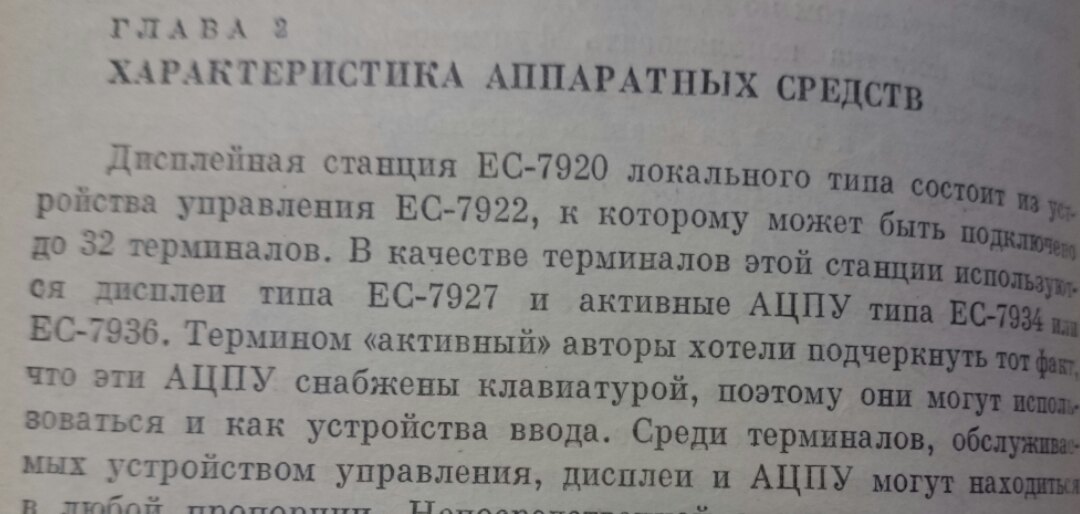 ГЛАВА 2
ХАРАКТЕРИСТИКА АППАРАТНЫХ СРЕДСТВ
Дисплейная станция ЕС-7920 локального типа состоит из уст-
ройства управления ЕС-7922, к которому может быть подключено
до 32 терминалов. В качестве терминалов этой станции используют-
ся дисплеи типа ЕС-7927 и активные АЦПУ типа ЕС-7934 или
ЕС-7936. Термином «активный» авторы хотели подчеркнуть тот факт,
что эти АЦПУ снабжены клавиатурой, поэтому они могут исполь-
зоваться и как устройства ввода. Среди терминалов, обслуживае-
мых устройством управления, дисплеи и АЦПУ могут находиться
в любой пропорции.